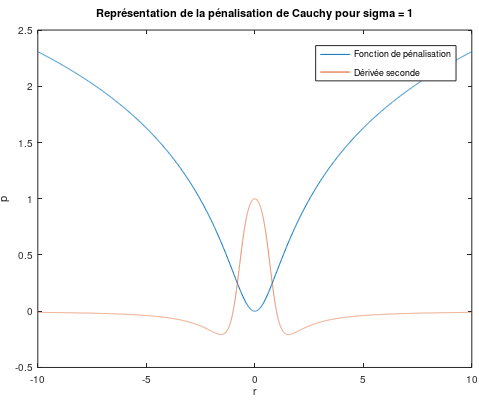 Représentation de la pénalisation de Cauchy pour sigma = 1
2.5
Fonction de pénalisation
Dérivée seconde
2
1.5
p
1
0.5
0
-0.5
-10
-5
0
5
10
r